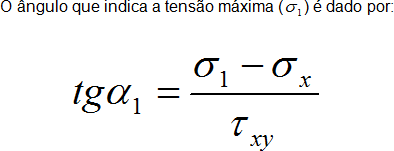 O ângulo que indica a tensão máxima (σ₁) é dado por:
tgα₁ = (σ₁ − σₓ) / τₓᵧ